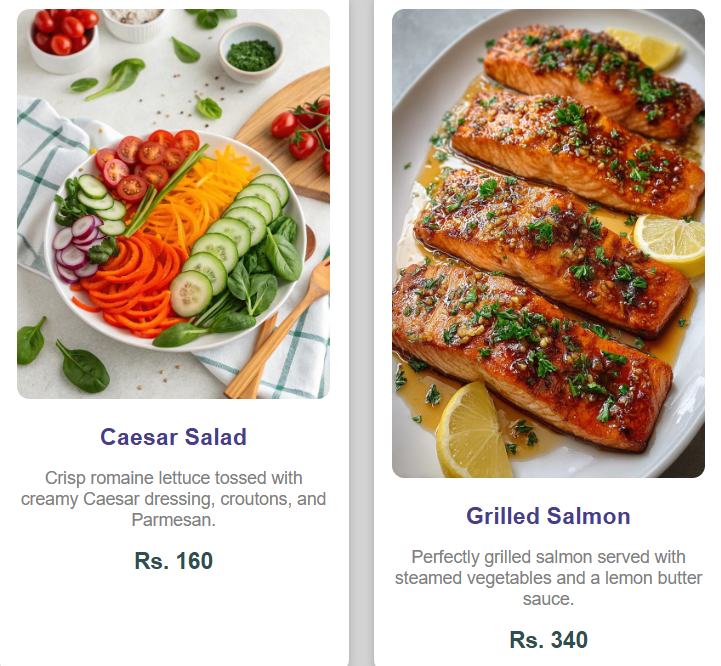 Caesar Salad
Crisp romaine lettuce tossed with
creamy Caesar dressing, croutons, and
Parmesan.
Rs. 160
Grilled Salmon
Perfectly grilled salmon served with
steamed vegetables and a lemon butter
sauce.
Rs. 340